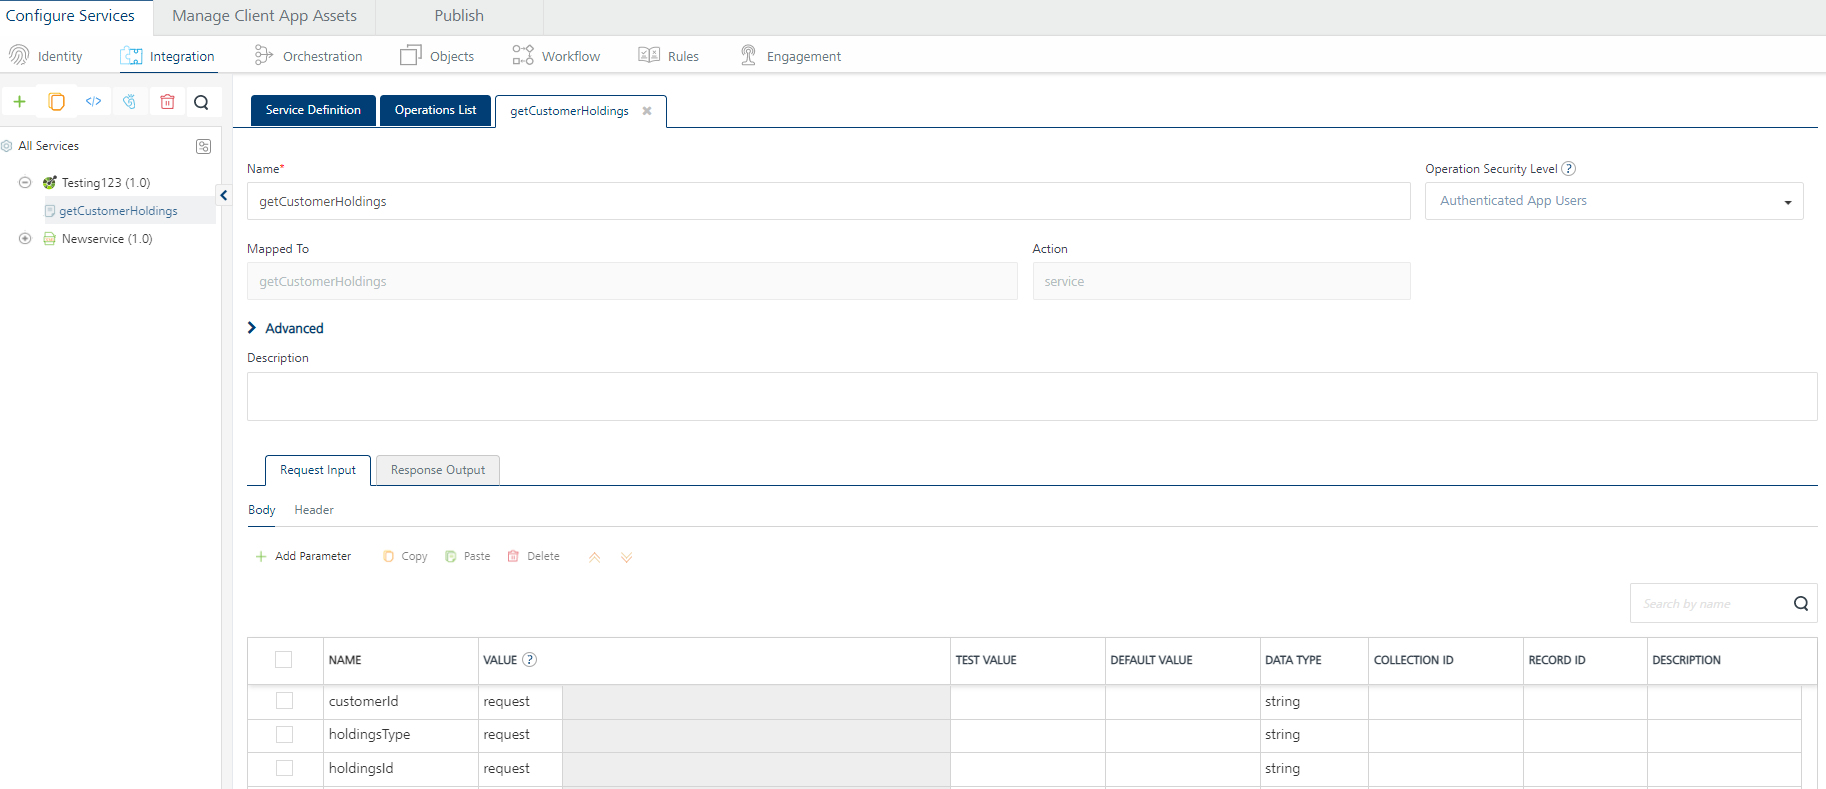 Configure Services Manage Client App Assets Publish
Identity Integration Orchestration Objects Workflow Rules Engagement
</>
All Services
Testing123 (1.0)
getCustomerHoldings
Newservice (1.0)
Service Definition Operations List getCustomerHoldings
Name* Operation Security Level ?
getCustomerHoldings Authenticated App Users
Mapped To Action
getCustomerHoldings service
Advanced
Description
Request Input Response Output
Body Header
+ Add Parameter Copy Paste Delete
Search by name
NAME VALUE ? TEST VALUE DEFAULT VALUE DATA TYPE COLLECTION ID RECORD ID DESCRIPTION
customerId request string
holdingsType request string
holdingsId request string